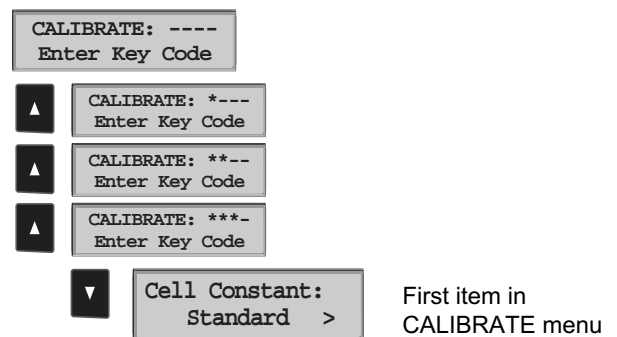 CALIBRATE: ----
Enter Key Code
CALIBRATE: *---
Enter Key Code
CALIBRATE: **--
Enter Key Code
CALIBRATE: ***-
Enter Key Code
Cell Constant:
Standard >
First item in
CALIBRATE menu